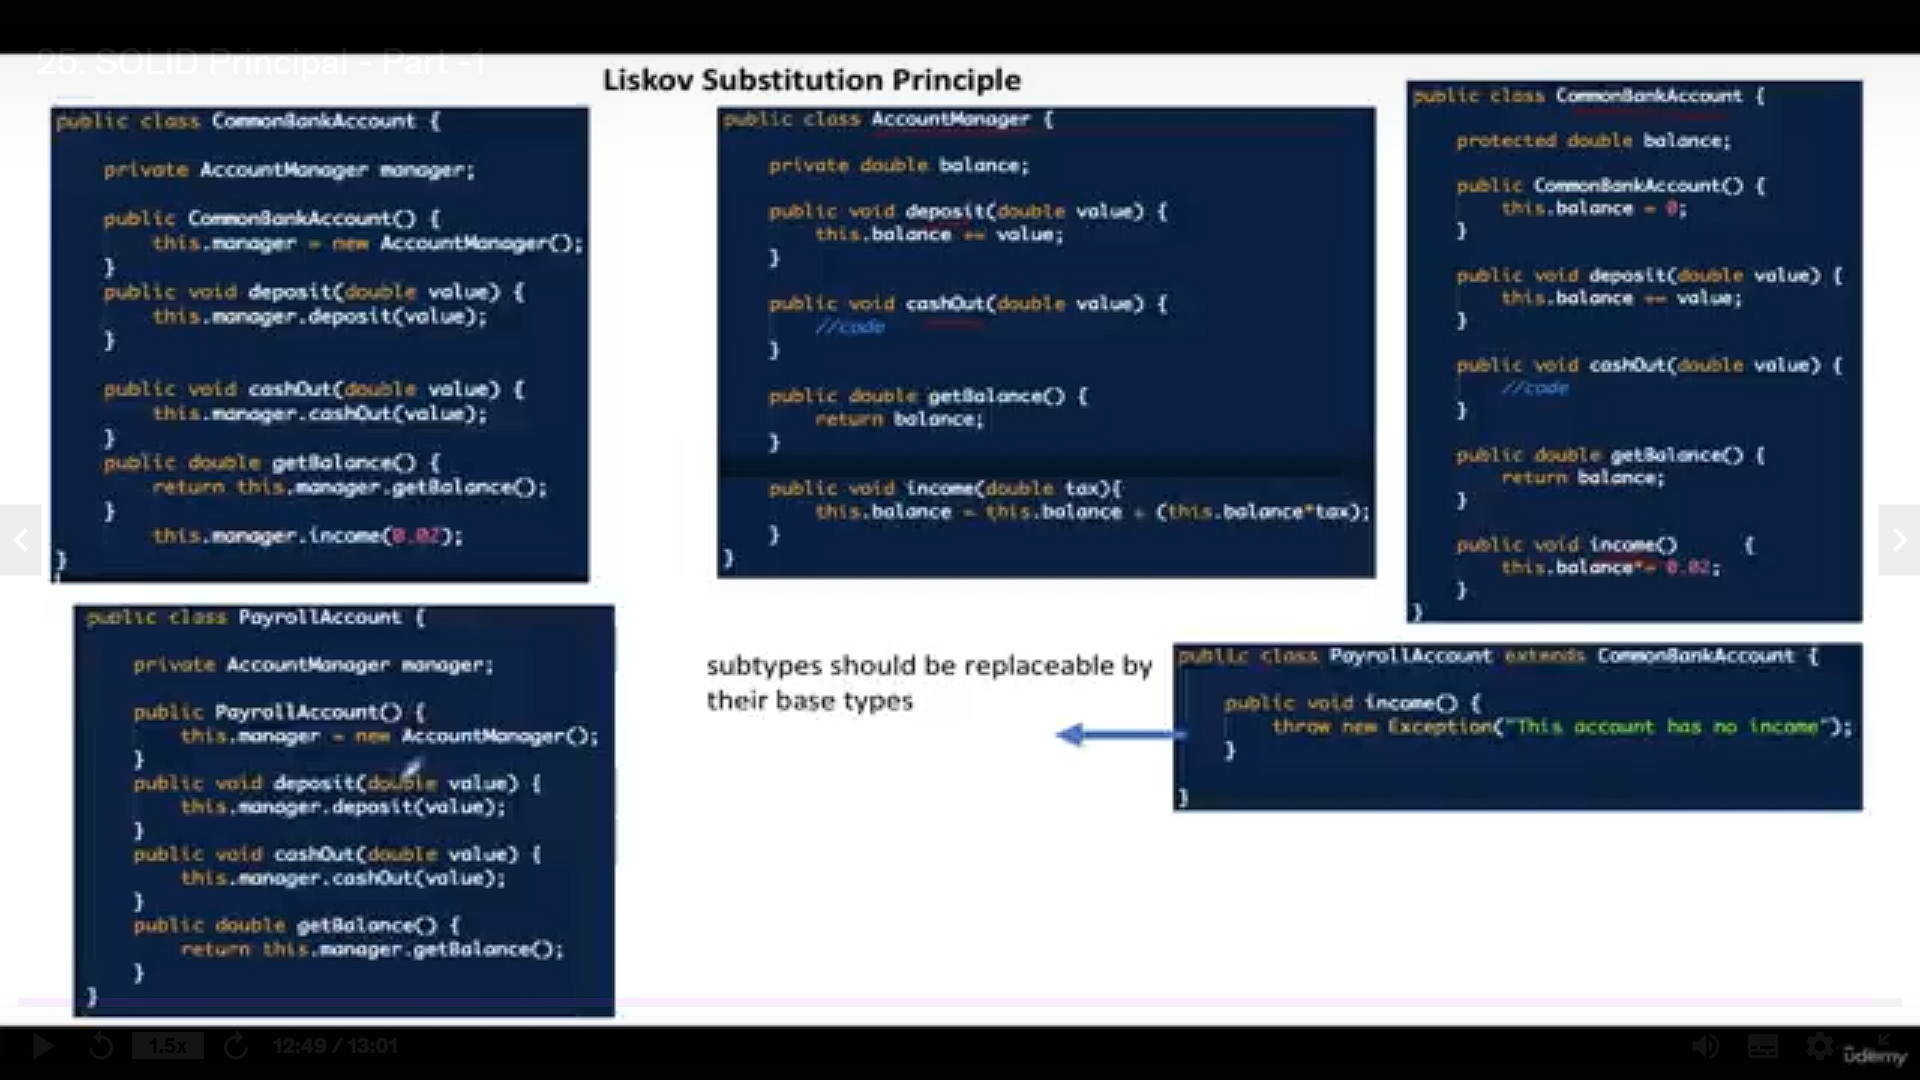 25. SOLID Principal - Part -1
Liskov Substitution Principle
public class CommonBankAccount {
private AccountManager manager;
public CommonBankAccount() {
this.manager = new AccountManager();
}
public void deposit(double value) {
this.manager.deposit(value);
}
public void cashOut(double value) {
this.manager.cashOut(value);
}
public double getBalance() {
return this.manager.getBalance();
}
this.manager.income(0.02);
}
public class AccountManager {
private double balance;
public void deposit(double value) {
this.balance += value;
}
public void cashOut(double value) {
//code
}
public double getBalance() {
return balance;
}
public void income(double tax){
this.balance = this.balance + (this.balance*tax);
}
}
public class CommonBankAccount {
protected double balance;
public CommonBankAccount() {
this.balance = 0;
}
public void deposit(double value) {
this.balance += value;
}
public void cashOut(double value) {
//code
}
public double getBalance() {
return balance;
}
public void income() {
this.balance*= 0.02;
}
}
public class PayrollAccount {
private AccountManager manager;
public PayrollAccount() {
this.manager = new AccountManager();
}
public void deposit(double value) {
this.manager.deposit(value);
}
public void cashOut(double value) {
this.manager.cashOut(value);
}
public double getBalance() {
return this.manager.getBalance();
}
}
subtypes should be replaceable by
their base types
public class PayrollAccount extends CommonBankAccount {
public void income() {
throw new Exception("This account has no income");
}
}
1.5x
12:49 / 13:01
ûdemy